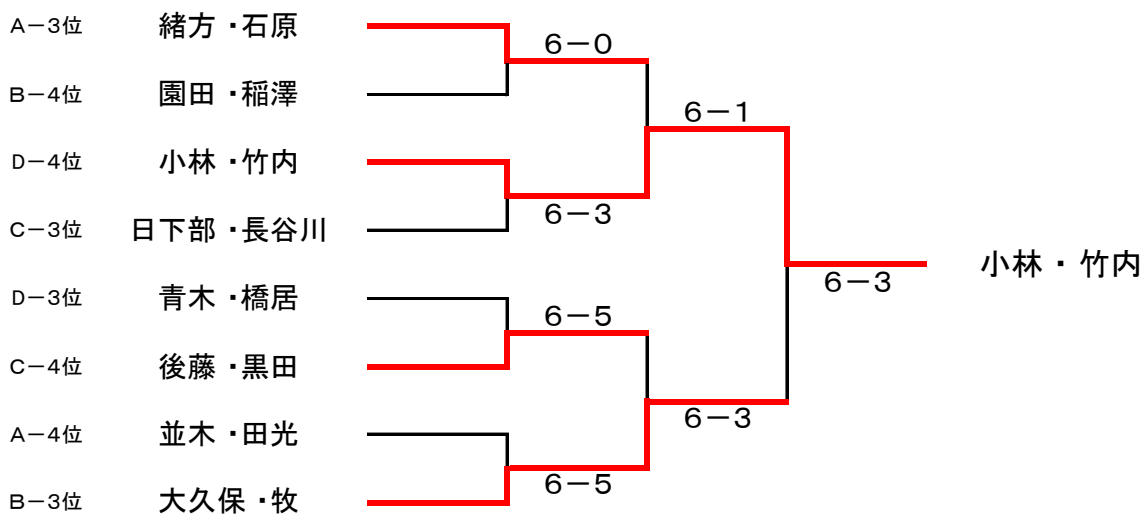 A－3位 緒方・石原
6－0
B－4位 園田・稲澤
6－1
D－4位 小林・竹内
6－3
C－3位 日下部・長谷川
小林・竹内
6－3
D－3位 青木・橋居
6－5
C－4位 後藤・黒田
6－3
A－4位 並木・田光
6－5
B－3位 大久保・牧